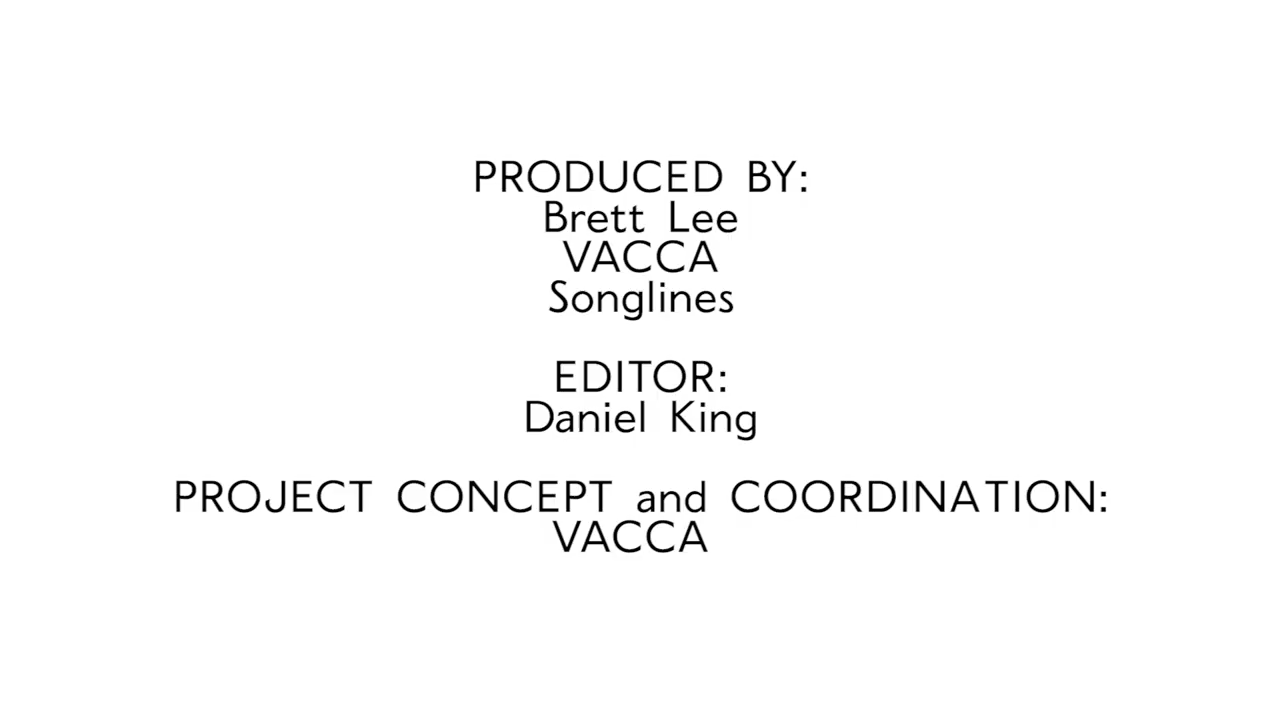 PRODUCED BY:
Brett Lee
VACCA
Songlines
EDITOR:
Daniel King
PROJECT CONCEPT and COORDINATION:
VACCA